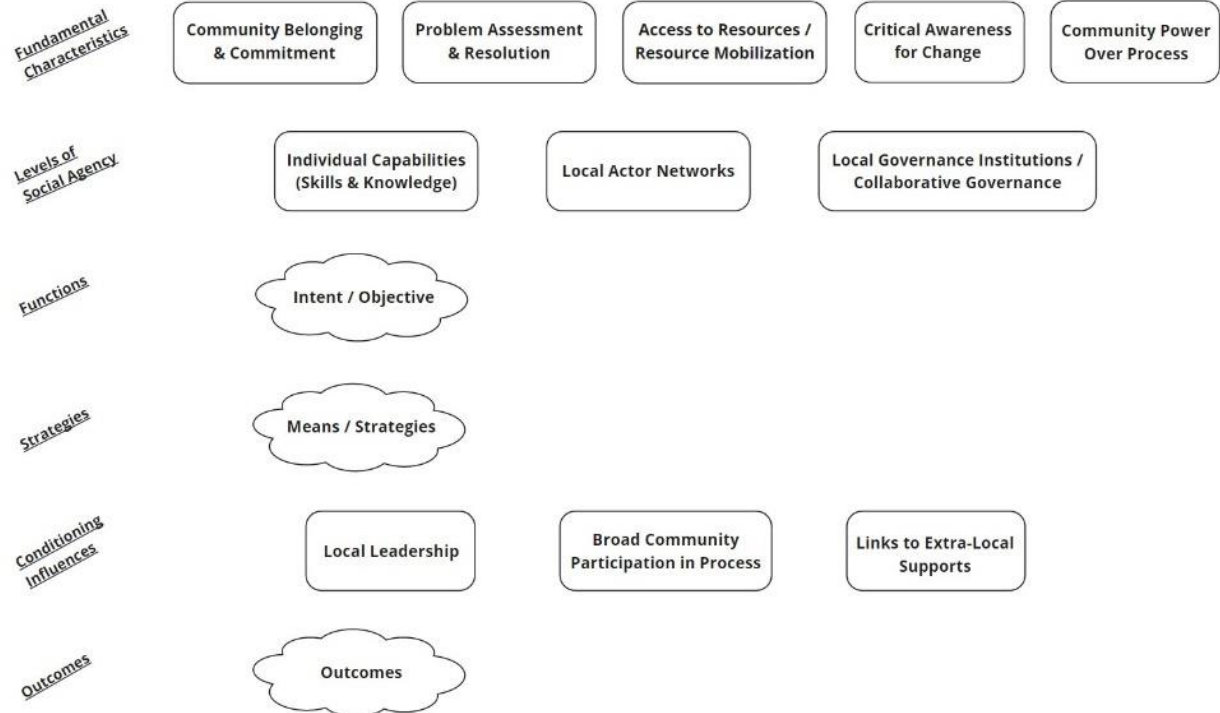 Fundamental
Characteristics
Community Belonging
& Commitment
Problem Assessment
& Resolution
Access to Resources /
Resource Mobilization
Critical Awareness
for Change
Community Power
Over Process
Levels of
Social Agency
Individual Capabilities
(Skills & Knowledge)
Local Actor Networks
Local Governance Institutions /
Collaborative Governance
Functions
Intent / Objective
Strategies
Means / Strategies
Conditioning
Influences
Local Leadership
Broad Community
Participation in Process
Links to Extra-Local
Supports
Outcomes
Outcomes